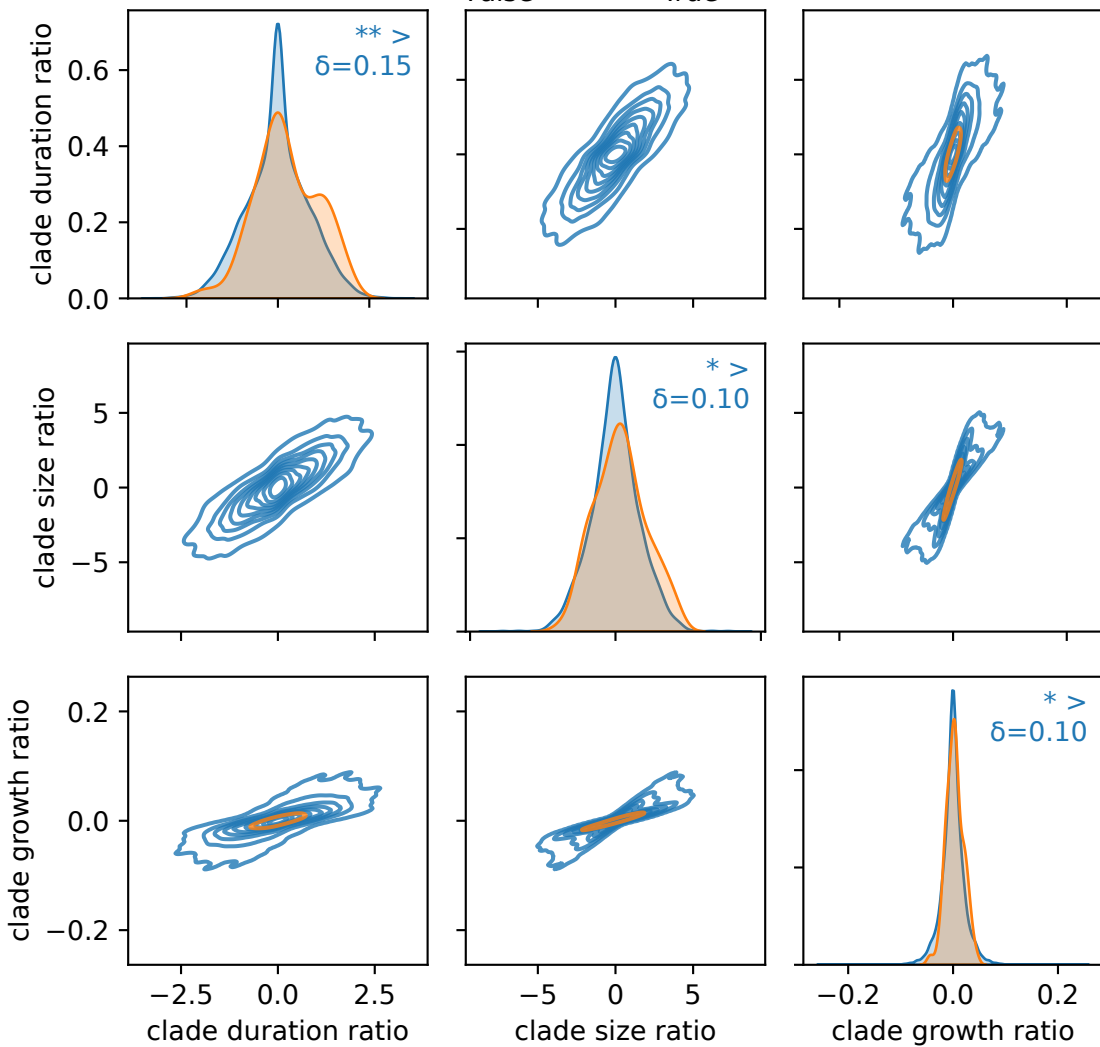 clade duration ratio
0.6
0.4
0.2
0.0
** >
δ=0.15
clade size ratio
5
0
−5
* >
δ=0.10
clade growth ratio
0.2
0.0
−0.2
* >
δ=0.10
−2.5 0.0 2.5
−5 0 5
−0.2 0.0 0.2
clade duration ratio
clade size ratio
clade growth ratio